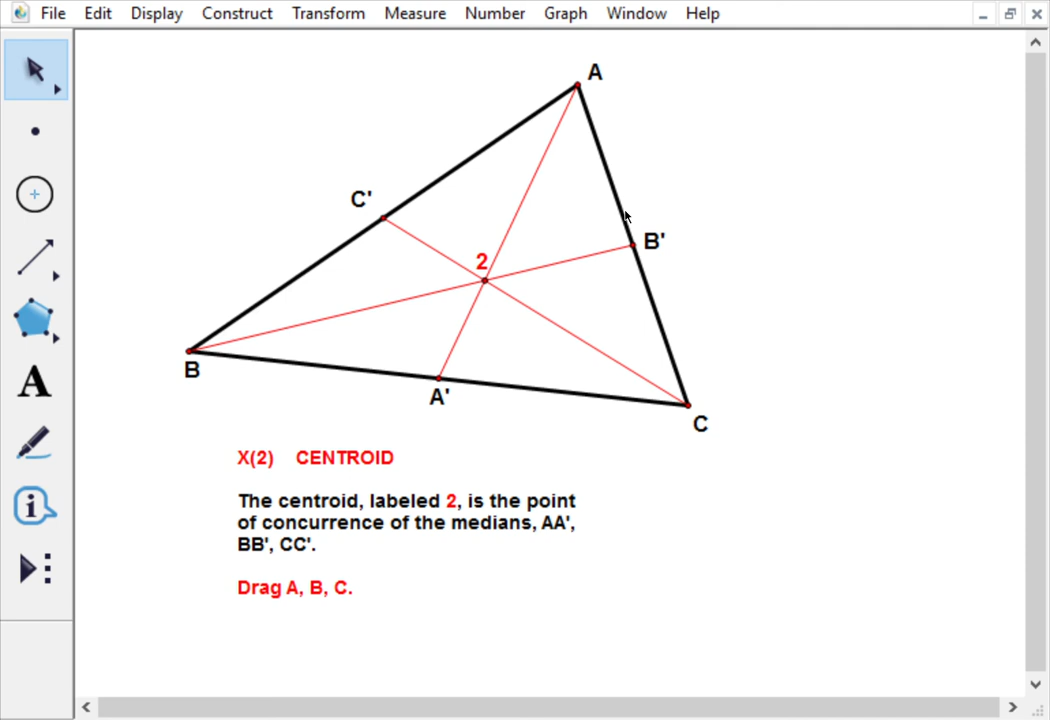 File Edit Display Construct Transform Measure Number Graph Window Help
A
C'
B'
2
B
A'
C
X(2) CENTROID
The centroid, labeled 2, is the point
of concurrence of the medians, AA',
BB', CC'.
Drag A, B, C.
A
i